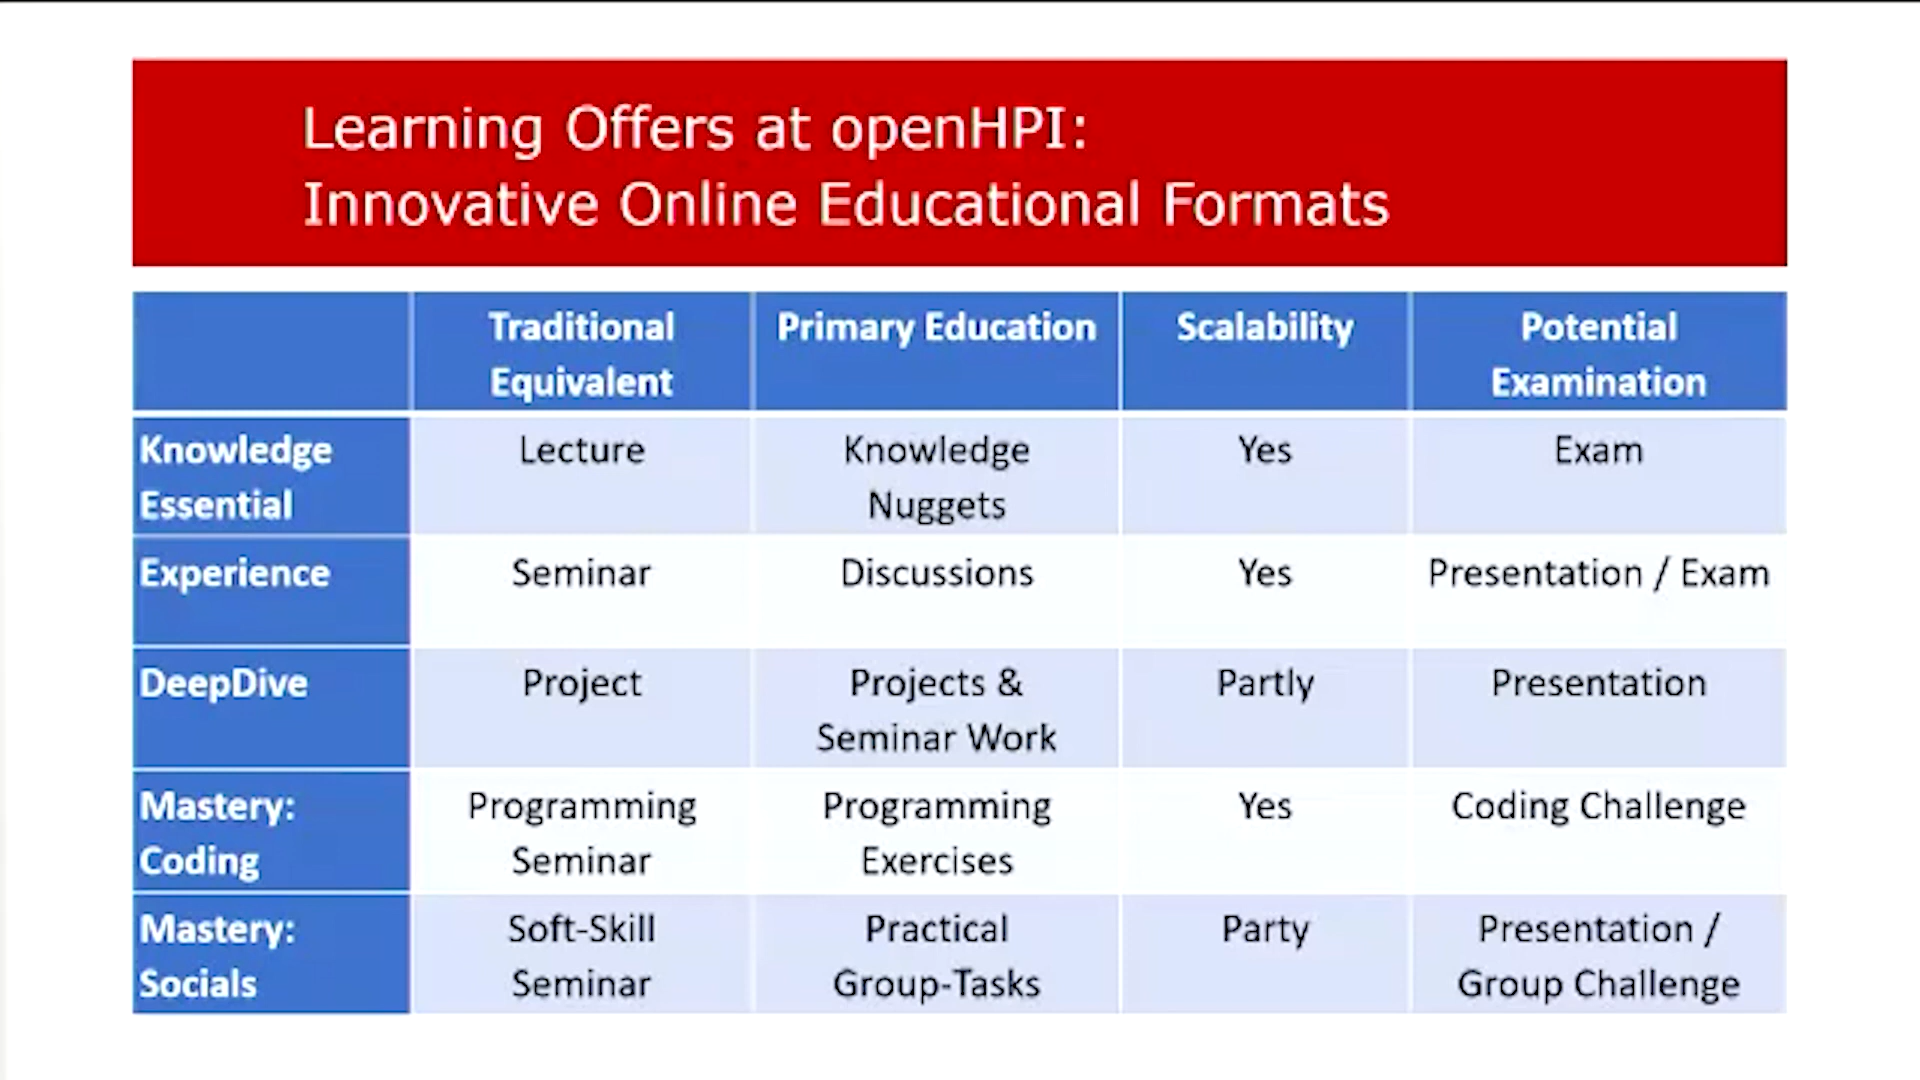 Learning Offers at openHPI:
Innovative Online Educational Formats
Traditional Equivalent
Primary Education
Scalability
Potential Examination
Knowledge Essential
Lecture
Knowledge Nuggets
Yes
Exam
Experience
Seminar
Discussions
Yes
Presentation / Exam
DeepDive
Project
Projects & Seminar Work
Partly
Presentation
Mastery: Coding
Programming Seminar
Programming Exercises
Yes
Coding Challenge
Mastery: Socials
Soft-Skill Seminar
Practical Group-Tasks
Party
Presentation / Group Challenge